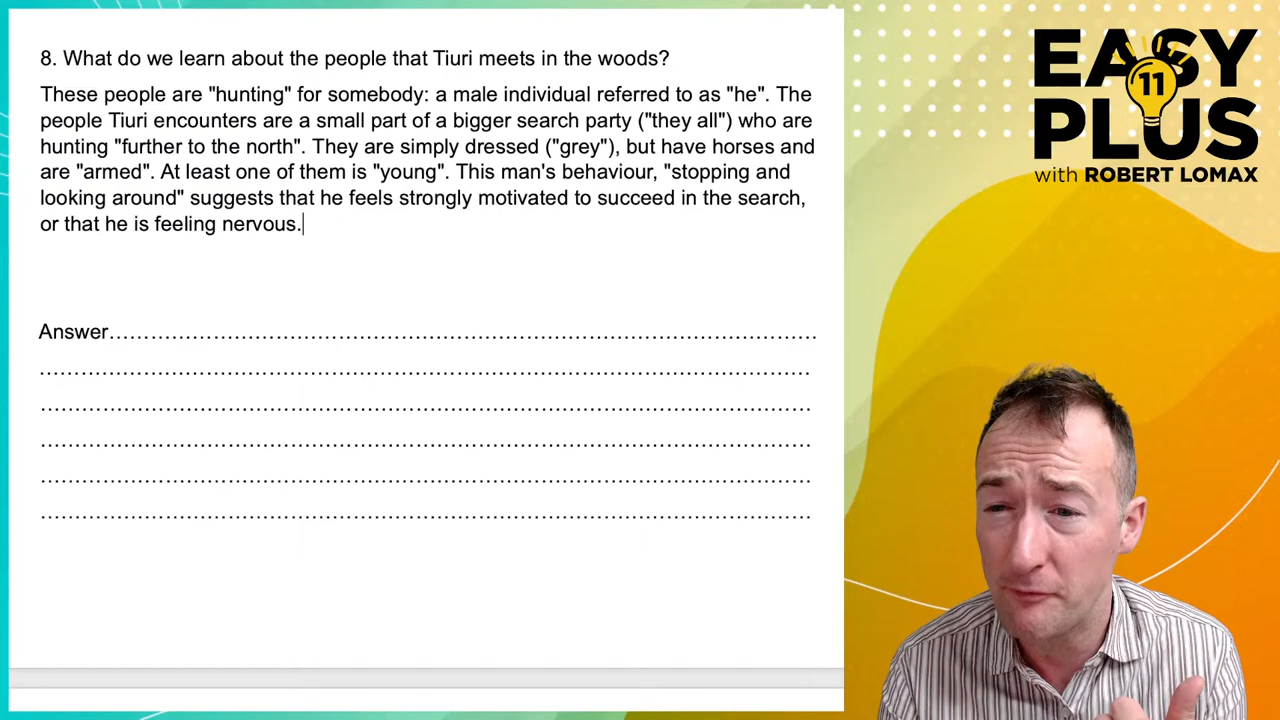 8. What do we learn about the people that Tiuri meets in the woods?
These people are "hunting" for somebody: a male individual referred to as "he". The
people Tiuri encounters are a small part of a bigger search party ("they all") who are
hunting "further to the north". They are simply dressed ("grey"), but have horses and
are "armed". At least one of them is "young". This man's behaviour, "stopping and
looking around" suggests that he feels strongly motivated to succeed in the search,
or that he is feeling nervous.
Answer……………………………………………………………………………………
…………………………………………………………………………………………
…………………………………………………………………………………………
…………………………………………………………………………………………
…………………………………………………………………………………………
…………………………………………………………………………………………
EASY
11
PLUS
with ROBERT LOMAX